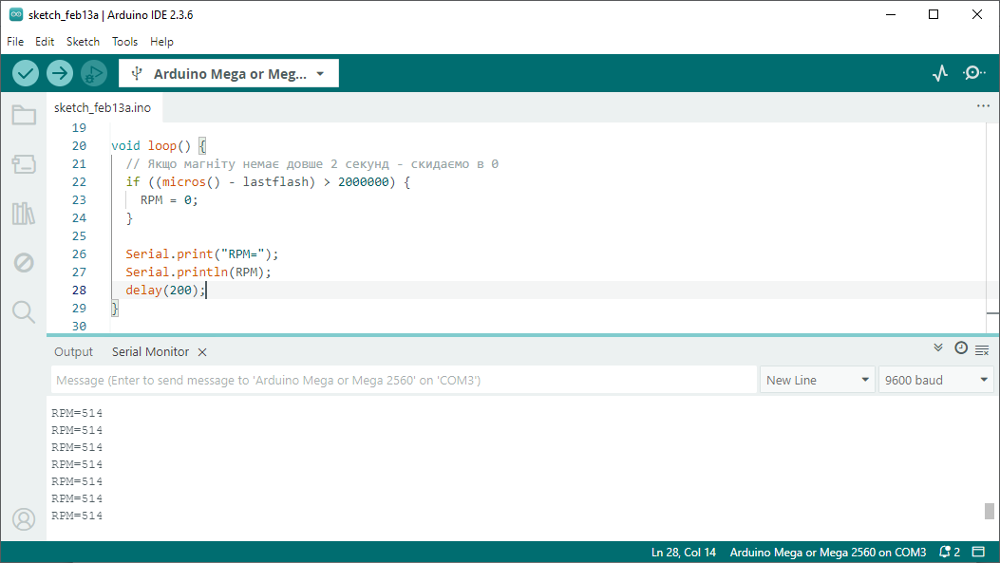 sketch_feb13a | Arduino IDE 2.3.6
File Edit Sketch Tools Help
Arduino Mega or Meg...
sketch_feb13a.ino
19
20 void loop() {
21 // Якщо магніту немає довше 2 секунд - скидаємо в 0
22 if ((micros() - lastflash) > 2000000) {
23 RPM = 0;
24 }
25
26 Serial.print("RPM=");
27 Serial.println(RPM);
28 delay(200);
29 }
30
Output Serial Monitor
Message (Enter to send message to 'Arduino Mega or Mega 2560' on 'COM3') New Line 9600 baud
RPM=514
RPM=514
RPM=514
RPM=514
RPM=514
RPM=514
RPM=514
Ln 28, Col 14 Arduino Mega or Mega 2560 on COM3 2